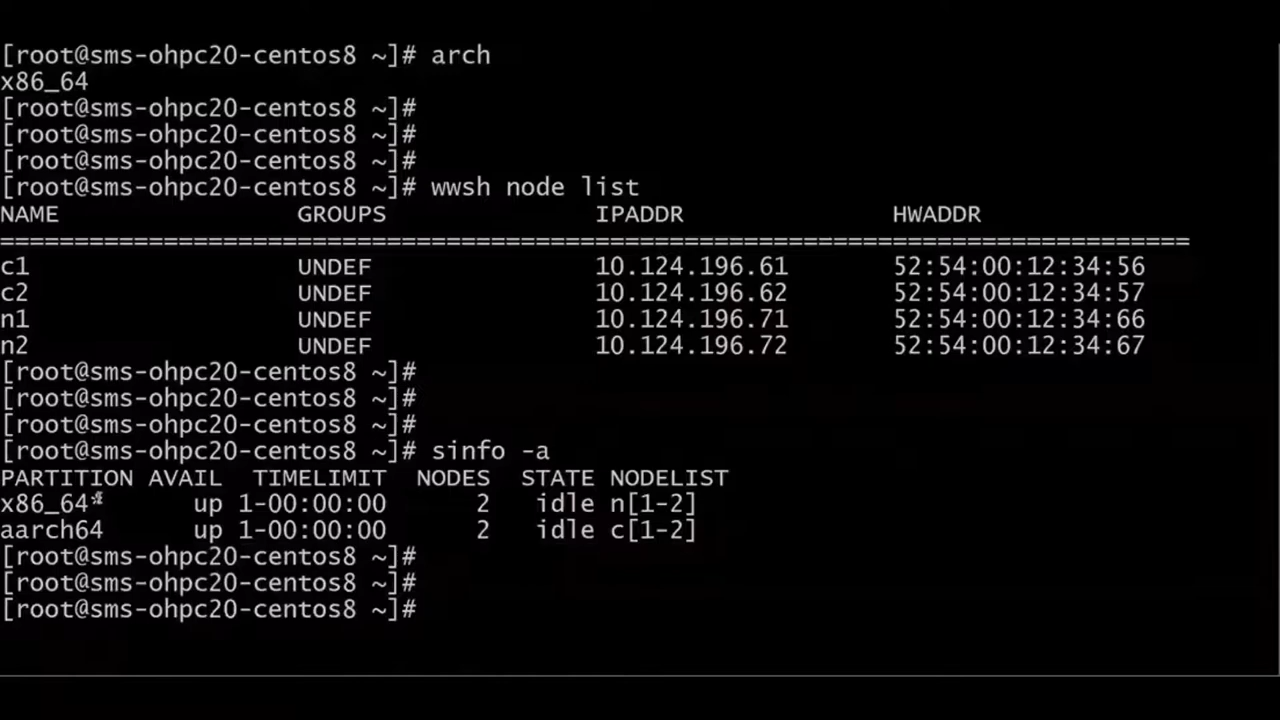 [root@sms-ohpc20-centos8 ~]# arch
x86_64
[root@sms-ohpc20-centos8 ~]#
[root@sms-ohpc20-centos8 ~]#
[root@sms-ohpc20-centos8 ~]#
[root@sms-ohpc20-centos8 ~]# wwsh node list
NAME                GROUPS              IPADDR              HWADDR
================================================================================
c1                  UNDEF               10.124.196.61       52:54:00:12:34:56
c2                  UNDEF               10.124.196.62       52:54:00:12:34:57
n1                  UNDEF               10.124.196.71       52:54:00:12:34:66
n2                  UNDEF               10.124.196.72       52:54:00:12:34:67
[root@sms-ohpc20-centos8 ~]#
[root@sms-ohpc20-centos8 ~]#
[root@sms-ohpc20-centos8 ~]#
[root@sms-ohpc20-centos8 ~]# sinfo -a
PARTITION AVAIL  TIMELIMIT  NODES  STATE NODELIST
x86_64*      up 1-00:00:00      2   idle n[1-2]
aarch64      up 1-00:00:00      2   idle c[1-2]
[root@sms-ohpc20-centos8 ~]#
[root@sms-ohpc20-centos8 ~]#
[root@sms-ohpc20-centos8 ~]#